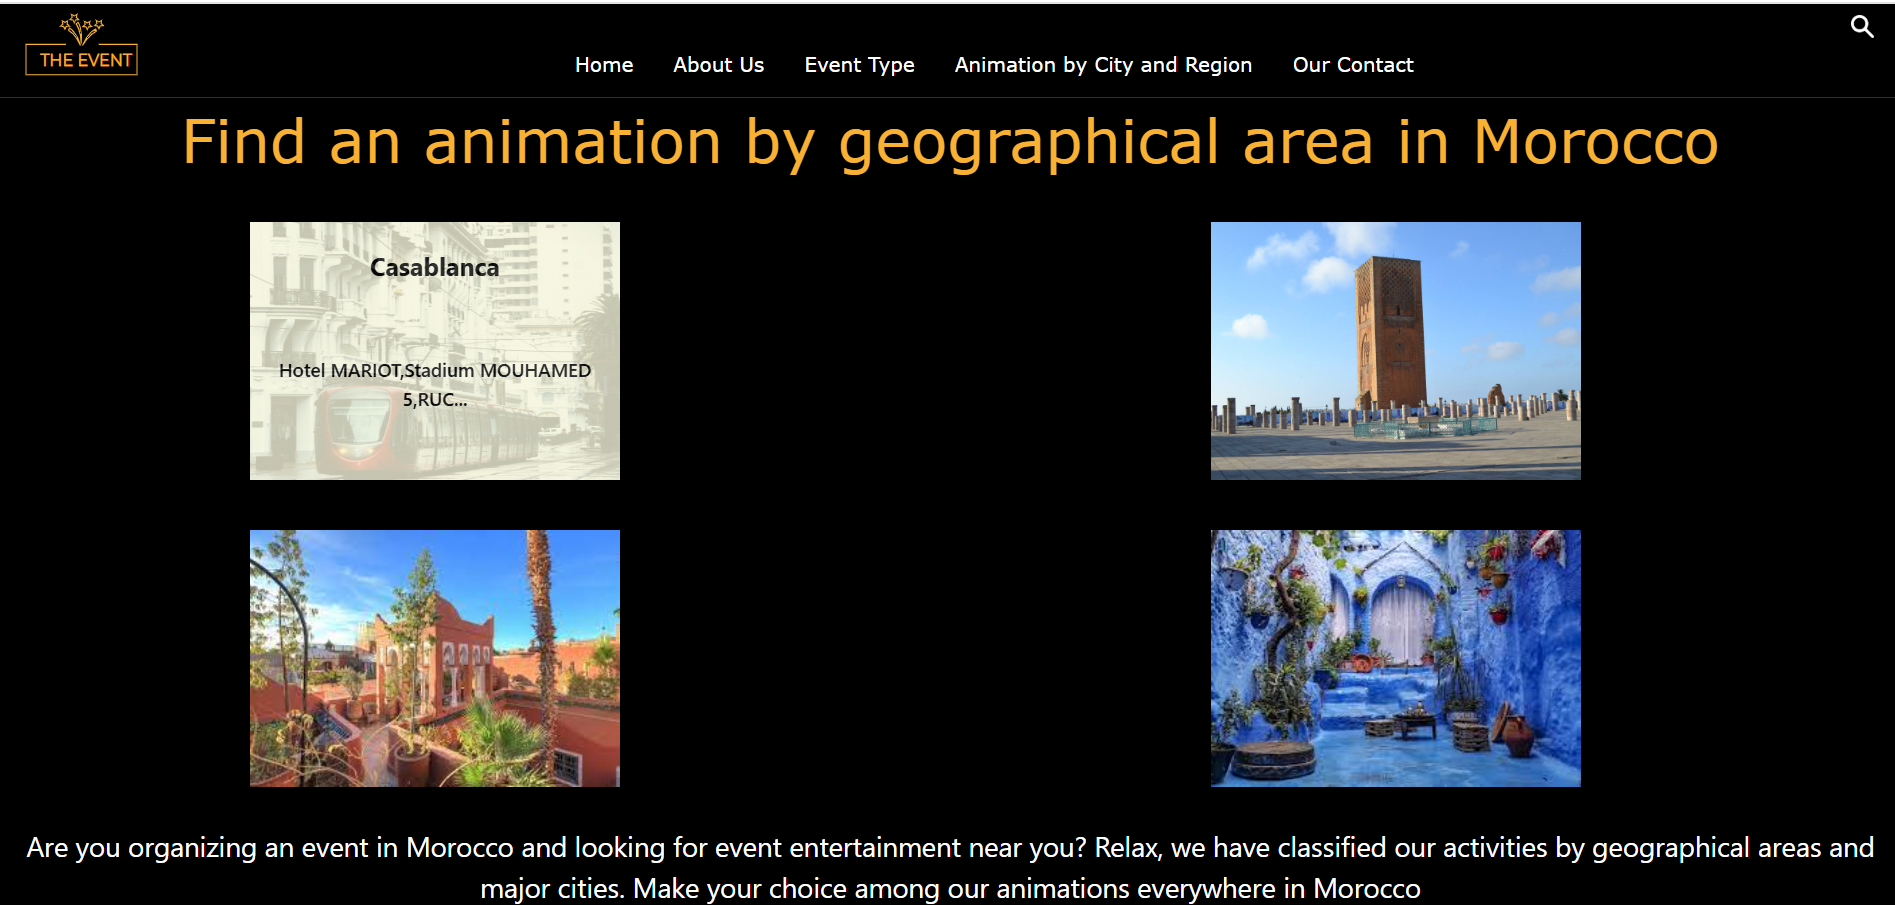 THE EVENT
Home About Us Event Type Animation by City and Region Our Contact
Find an animation by geographical area in Morocco
Casablanca
Hotel MARIOT,Stadium MOUHAMED
5,RUC...
Are you organizing an event in Morocco and looking for event entertainment near you? Relax, we have classified our activities by geographical areas and
major cities. Make your choice among our animations everywhere in Morocco